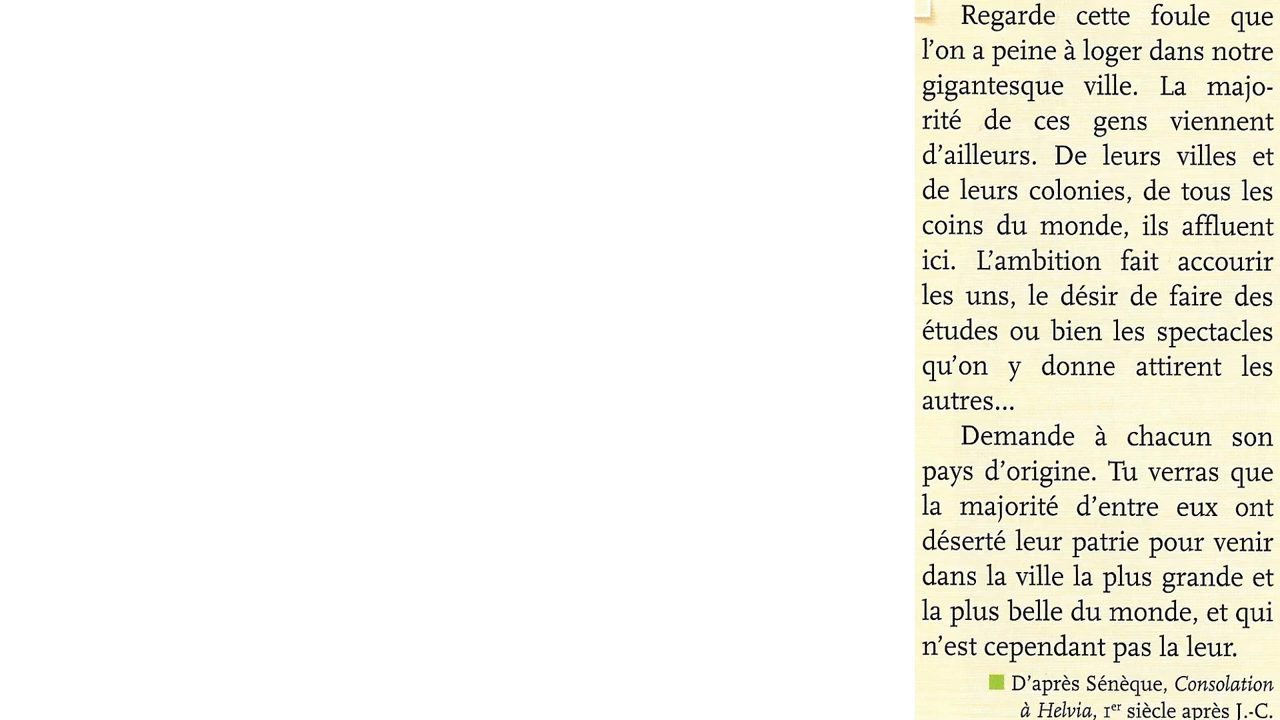 Regarde cette foule que
l’on a peine à loger dans notre
gigantesque ville. La majo-
rité de ces gens viennent
d’ailleurs. De leurs villes et
de leurs colonies, de tous les
coins du monde, ils affluent
ici. L’ambition fait accourir
les uns, le désir de faire des
études ou bien les spectacles
qu’on y donne attirent les
autres...
Demande à chacun son
pays d’origine. Tu verras que
la majorité d’entre eux ont
déserté leur patrie pour venir
dans la ville la plus grande et
la plus belle du monde, et qui
n’est cependant pas la leur.
D’après Sénèque, Consolation
à Helvia, Ier siècle après J.-C.